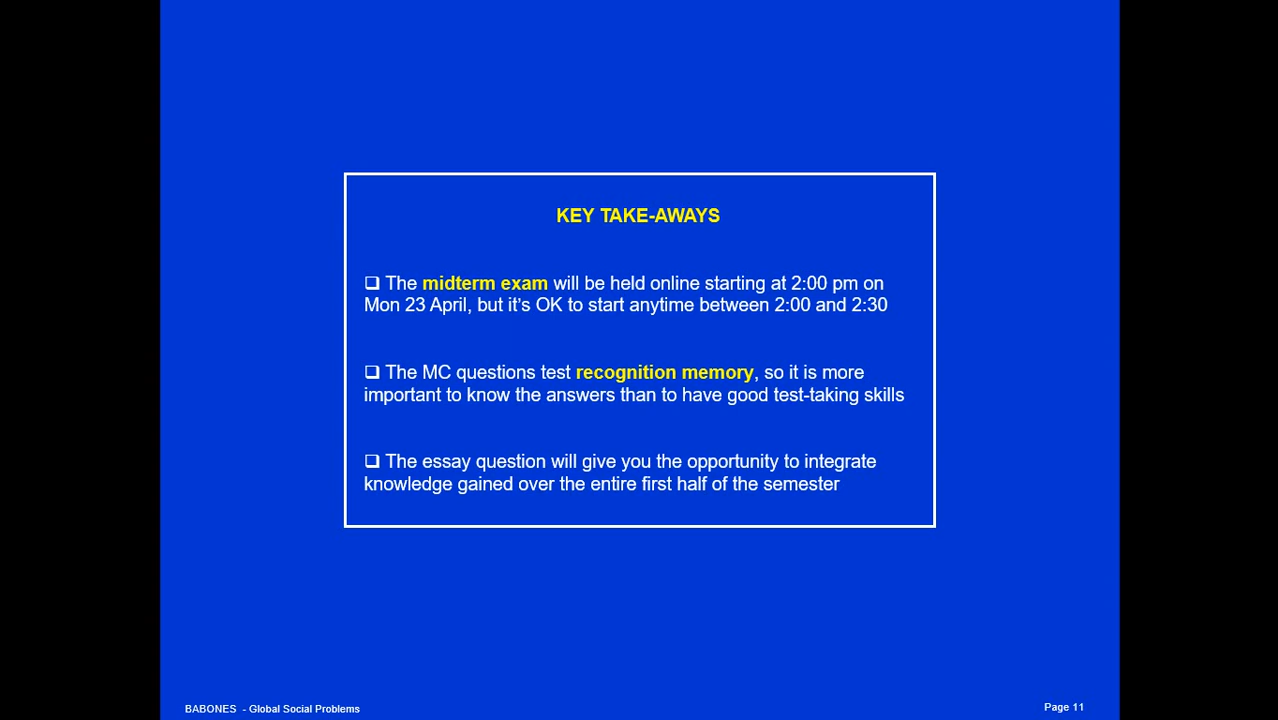 KEY TAKE-AWAYS
❑ The midterm exam will be held online starting at 2:00 pm on
Mon 23 April, but it’s OK to start anytime between 2:00 and 2:30
❑ The MC questions test recognition memory, so it is more
important to know the answers than to have good test-taking skills
❑ The essay question will give you the opportunity to integrate
knowledge gained over the entire first half of the semester
BABONES - Global Social Problems
Page 11